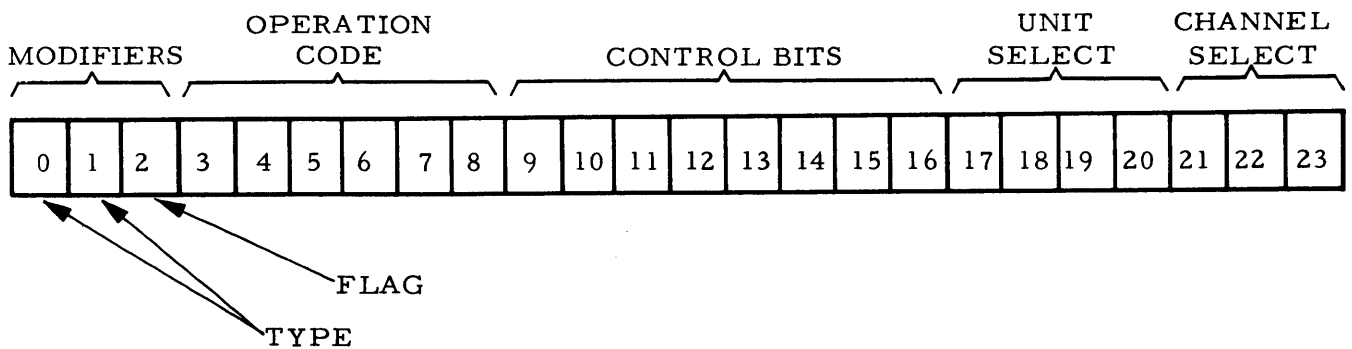 OPERATION UNIT CHANNEL
MODIFIERS CODE CONTROL BITS SELECT SELECT
0 1 2 3 4 5 6 7 8 9 10 11 12 13 14 15 16 17 18 19 20 21 22 23
FLAG
TYPE